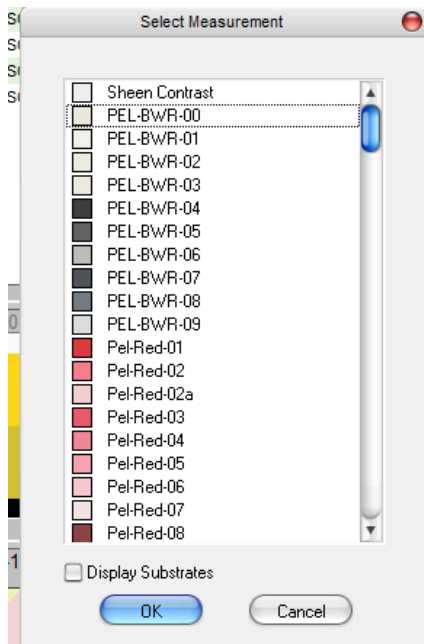 Select Measurement
Sheen Contrast
PEL-BWR-00
PEL-BWR-01
PEL-BWR-02
PEL-BWR-03
PEL-BWR-04
PEL-BWR-05
PEL-BWR-06
PEL-BWR-07
PEL-BWR-08
PEL-BWR-09
Pel-Red-01
Pel-Red-02
Pel-Red-02a
Pel-Red-03
Pel-Red-04
Pel-Red-05
Pel-Red-06
Pel-Red-07
Pel-Red-08
Display Substrates
OK
Cancel